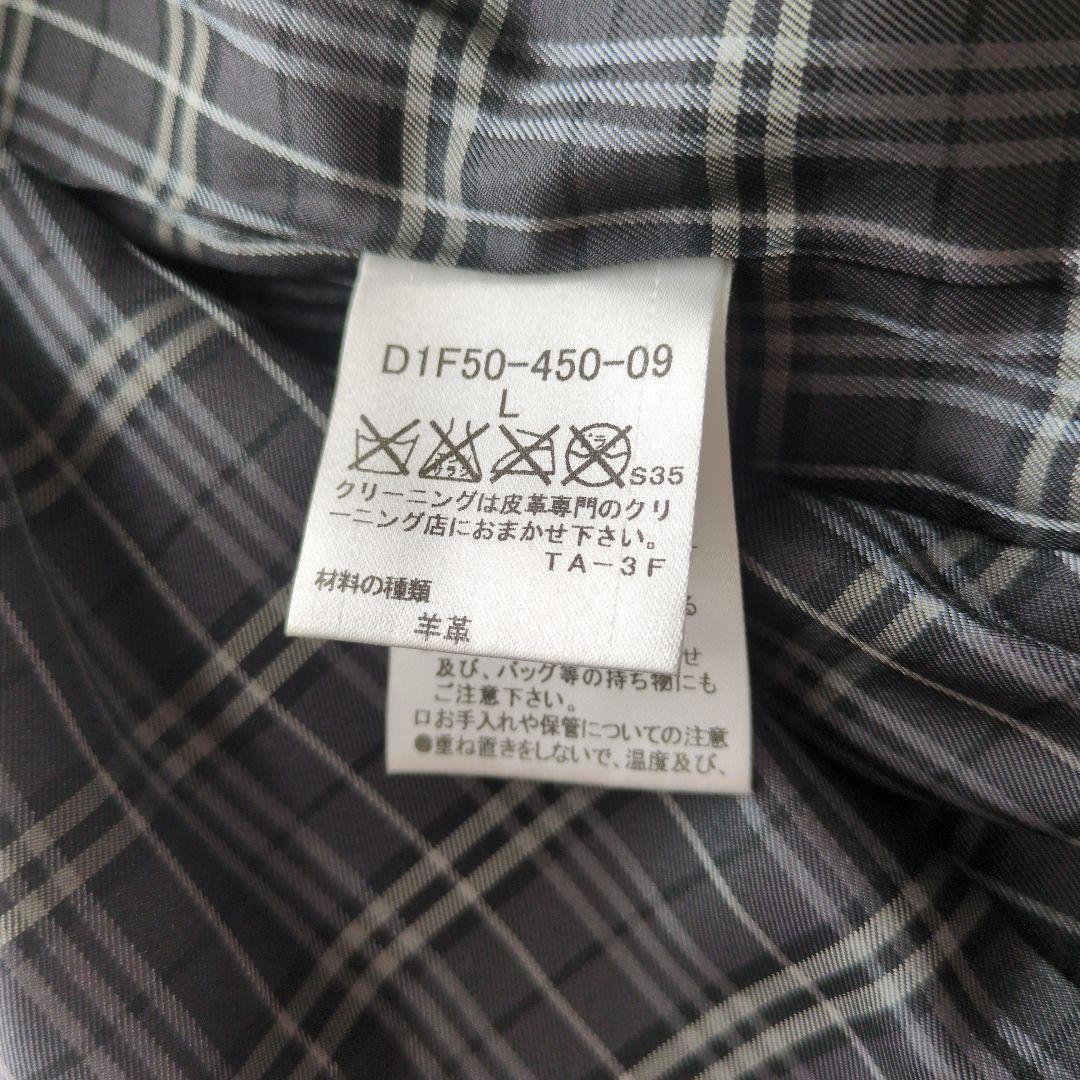 D1F50-450-09
L
S35
クリーニングは皮革専門のクリ
ーニング店におまかせ下さい。
TA-3F
材料の種類
羊革
る
せ
及び、バッグ等の持ち物にも
ご注意下さい。
ロお手入れや保管についての注意
●重ね置きをしないで、温度及び、